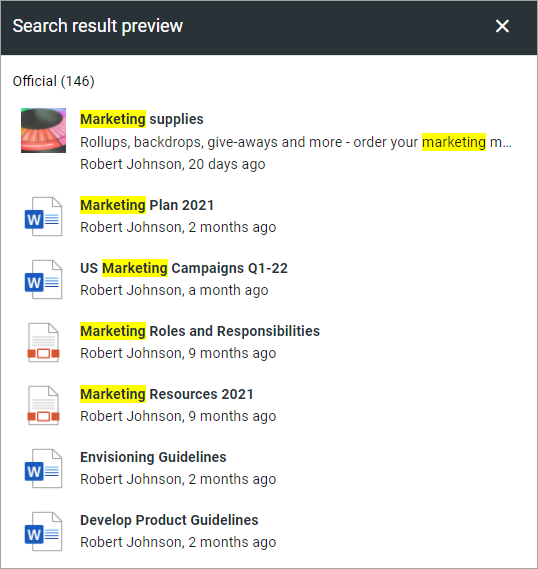 Search result preview
Official (146)
Marketing supplies
Rollups, backdrops, give-aways and more - order your marketing m...
Robert Johnson, 20 days ago
Marketing Plan 2021
Robert Johnson, 2 months ago
US Marketing Campaigns Q1-22
Robert Johnson, a month ago
Marketing Roles and Responsibilities
Robert Johnson, 9 months ago
Marketing Resources 2021
Robert Johnson, 9 months ago
Envisioning Guidelines
Robert Johnson, 2 months ago
Develop Product Guidelines
Robert Johnson, 2 months ago